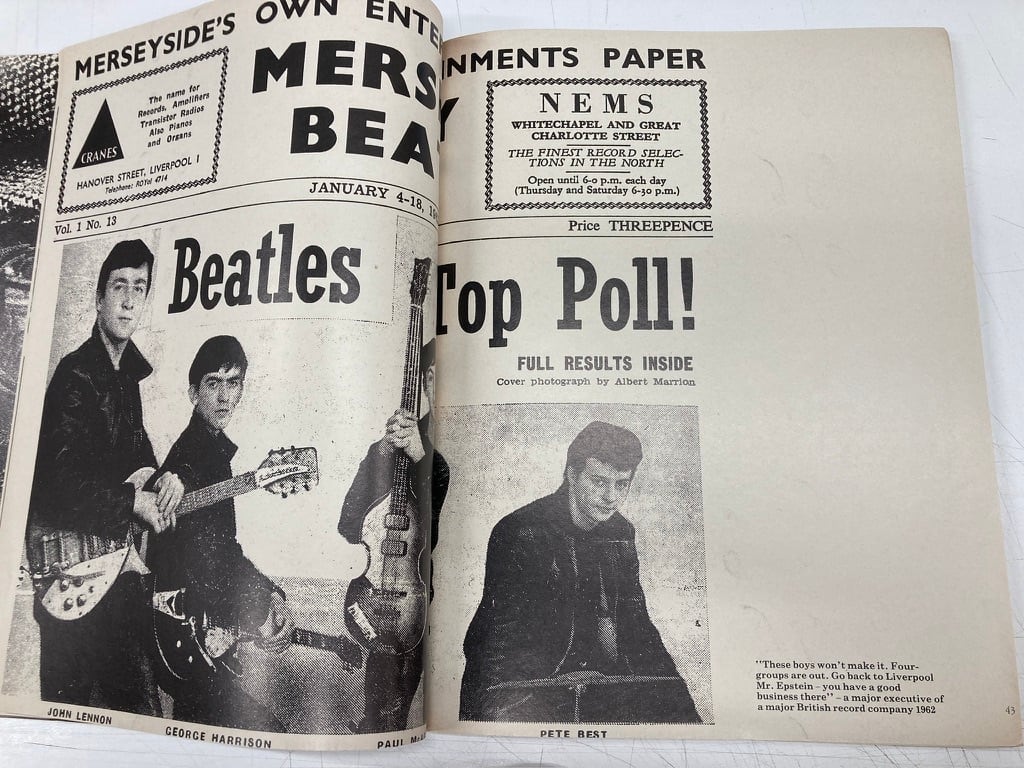 MERSEYSIDE'S OWN ENTE INMENTS PAPER
CRANES
The name for
Records, Amplifiers
Transistor Radios
Also Pianos
and Organs
HANOVER STREET, LIVERPOOL 1
Telephone: ROYal 4714
MERS Y
BEA
NEMS
WHITECHAPEL AND GREAT
CHARLOTTE STREET
THE FINEST RECORD SELEC-
TIONS IN THE NORTH
Open until 6-0 p.m. each day
(Thursday and Saturday 6-30 p.m.)
Vol. 1 No. 13
JANUARY 4-18, 19
Price THREEPENCE
Beatles Top Poll!
FULL RESULTS INSIDE
Cover photograph by Albert Marrion
JOHN LENNON
GEORGE HARRISON
PAUL
PETE BEST
"These boys won't make it. Four-
groups are out. Go back to Liverpool
Mr. Epstein – you have a good
business there" – a major executive of
a major British record company 1962
43